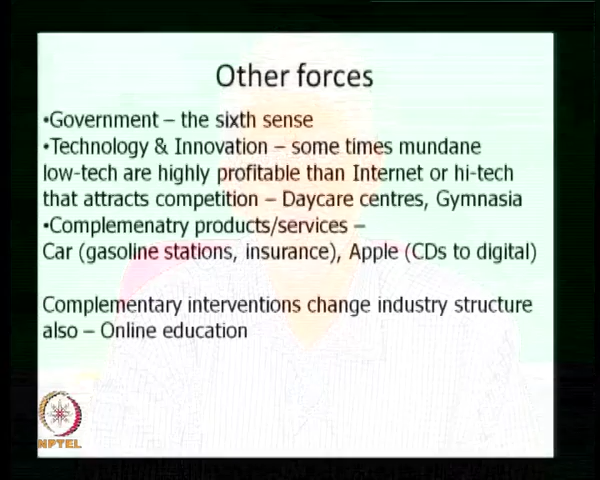 Other forces
•Government – the sixth sense
•Technology & Innovation – some times mundane
low-tech are highly profitable than Internet or hi-tech
that attracts competition – Daycare centres, Gymnasia
•Complemenatry products/services –
Car (gasoline stations, insurance), Apple (CDs to digital)
Complementary interventions change industry structure
also – Online education
NPTEL